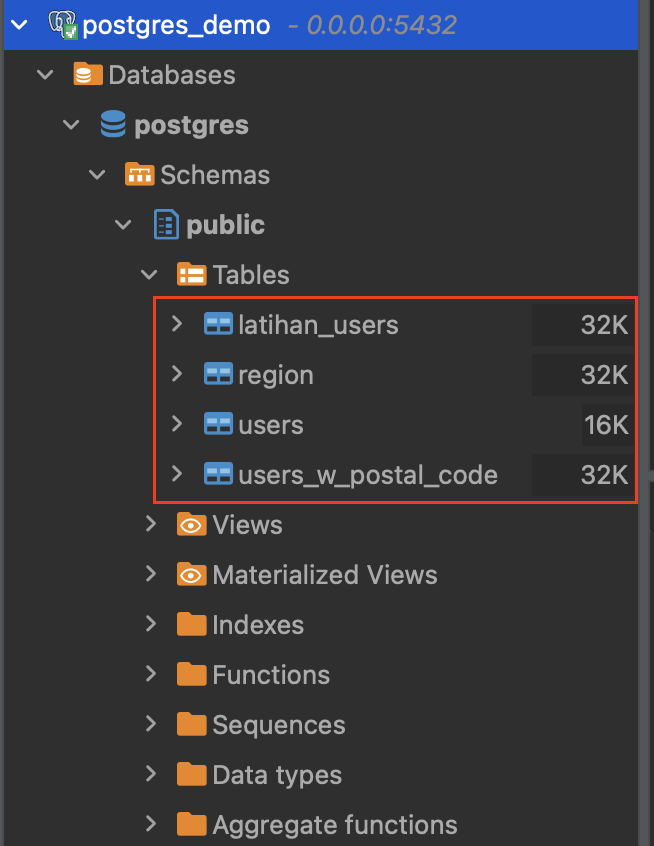 postgres_demo - 0.0.0.0:5432
Databases
postgres
Schemas
public
Tables
latihan_users 32K
region 32K
users 16K
users_w_postal_code 32K
Views
Materialized Views
Indexes
Functions
Sequences
Data types
Aggregate functions